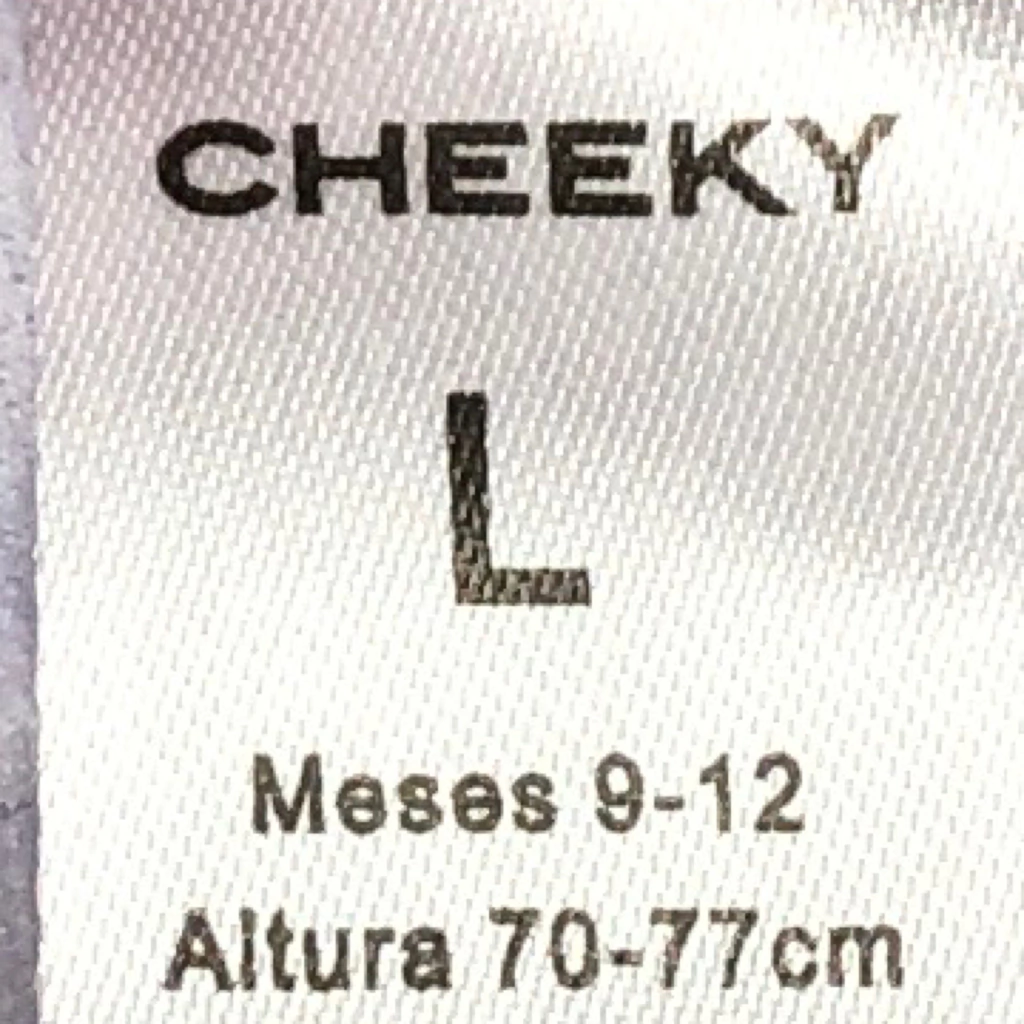 CHEEKY
L
Meses 9-12
Altura 70-77cm